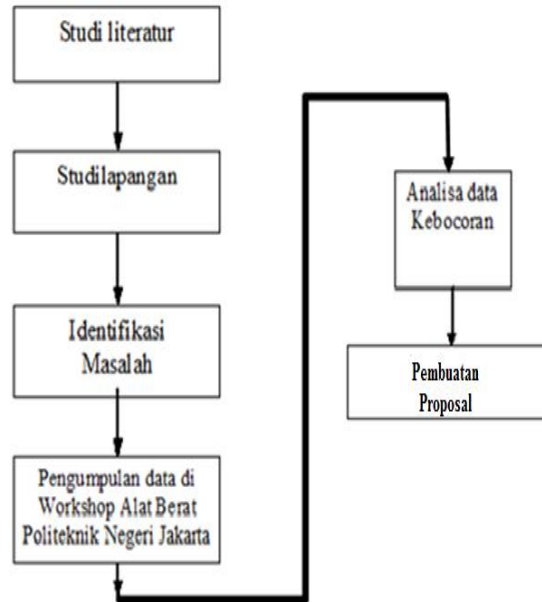 Studi literatur
Studilapangan
Identifikasi
Masalah
Pengumpulan data di
Workshop Alat Berat
Politeknik Negeri Jakarta
Analisa data
Kebocoran
Pembuatan
Proposal